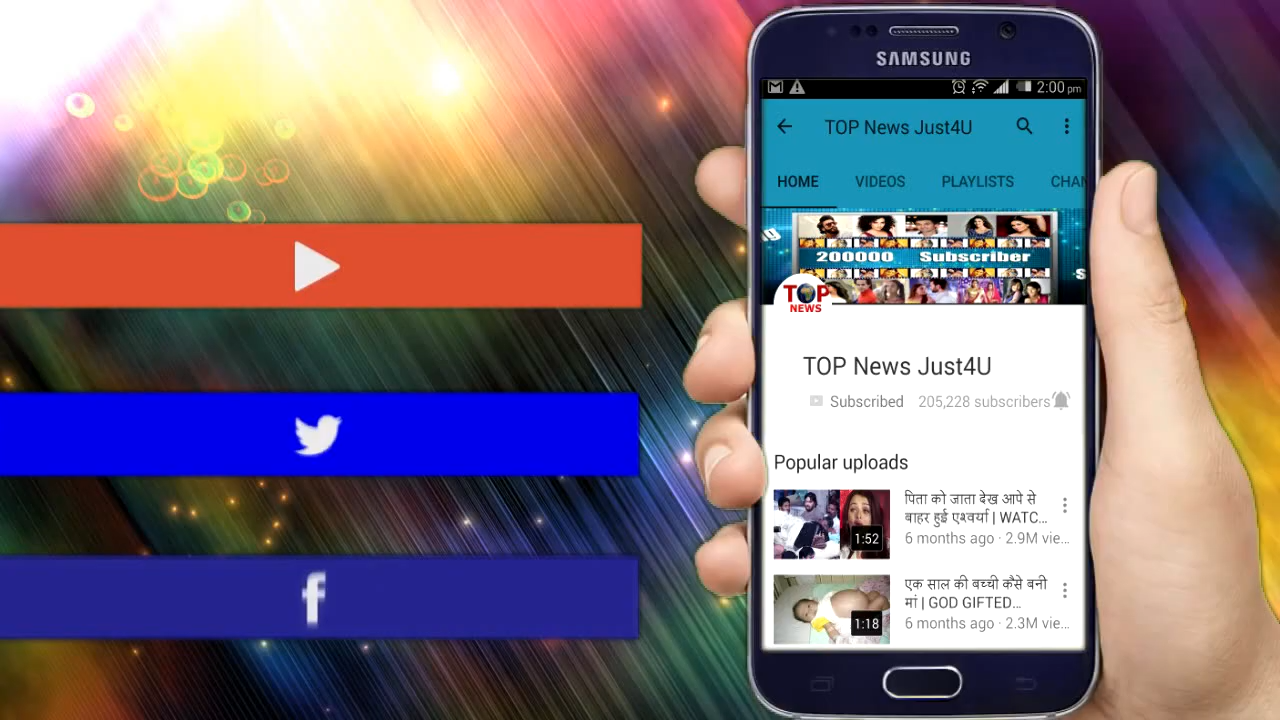 SAMSUNG
2:00 pm
TOP News Just4U
HOME VIDEOS PLAYLISTS CHAN
200000 Subscriber
TOP
NEWS
TOP News Just4U
Subscribed 205,228 subscribers
Popular uploads
पिता को जाता देख आपे से
बाहर हुई एश्वर्या | WATC...
6 months ago · 2.9M vie...
1:52
एक साल की बच्ची कैसे बनी
मां | GOD GIFTED...
6 months ago · 2.3M vie...
1:18